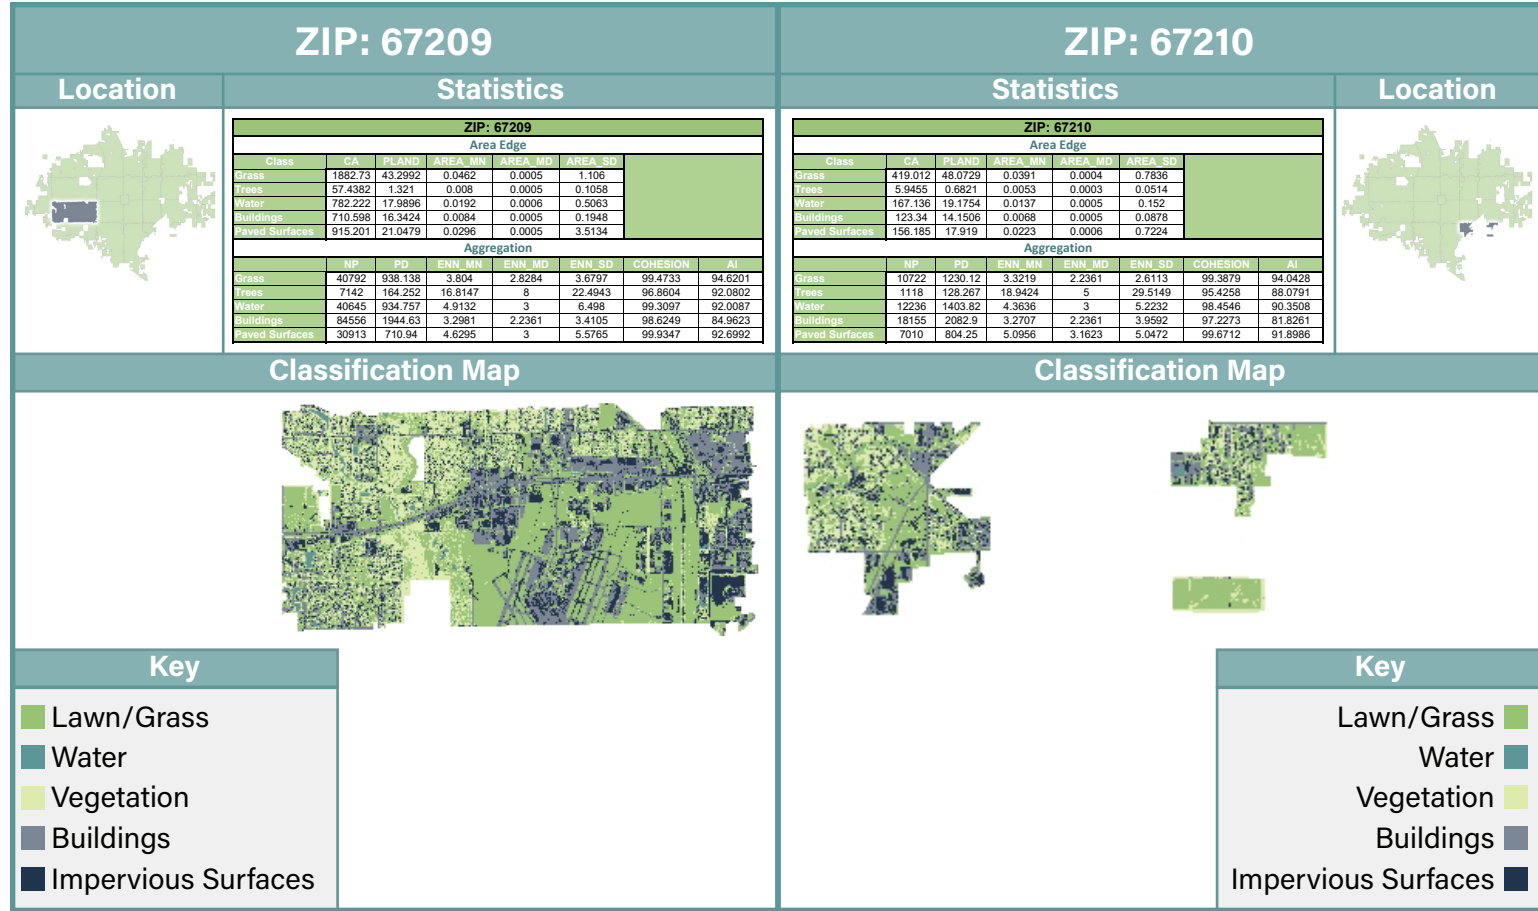 ZIP: 67209
Location
Statistics
ZIP: 67209
Area Edge
Class CA PLAND AREA_MN AREA_MD AREA_SD
Grass 1882.73 43.2992 0.0462 0.0005 1.106
Trees 57.4382 1.321 0.008 0.0005 0.1058
Water 782.222 17.9896 0.0192 0.0006 0.5063
Buildings 710.598 16.3424 0.0084 0.0005 0.1948
Paved Surfaces 915.201 21.0479 0.0296 0.0005 3.5134
Aggregation
NP PD ENN_MN ENN_MD ENN_SD COHESION AI
Grass 40792 938.138 3.804 2.8284 3.6797 99.4733 94.6201
Trees 7142 164.252 16.8147 8 22.4943 96.8604 92.0802
Water 40645 934.757 4.9132 3 6.498 99.3097 92.0087
Buildings 84556 1944.63 3.2981 2.2361 3.4105 98.6249 84.9623
Paved Surfaces 30913 710.94 4.6295 3 5.5765 99.9347 92.6992
Classification Map
Key
Lawn/Grass
Water
Vegetation
Buildings
Impervious Surfaces
ZIP: 67210
Statistics
Location
ZIP: 67210
Area Edge
Class CA PLAND AREA_MN AREA_MD AREA_SD
Grass 419.012 48.0729 0.0391 0.0004 0.7836
Trees 5.9455 0.6821 0.0053 0.0003 0.0514
Water 167.136 19.1754 0.0137 0.0005 0.152
Buildings 123.34 14.1506 0.0068 0.0005 0.0878
Paved Surfaces 156.185 17.919 0.0223 0.0006 0.7224
Aggregation
NP PD ENN_MN ENN_MD ENN_SD COHESION AI
Grass 10722 1230.12 3.3219 2.2361 2.6113 99.3879 94.0428
Trees 1118 128.267 18.9424 5 29.5149 95.4258 88.0791
Water 12236 1403.82 4.3636 3 5.2232 98.4546 90.3508
Buildings 18155 2082.9 3.2707 2.2361 3.9592 97.2273 81.8261
Paved Surfaces 7010 804.25 5.0956 3.1623 5.0472 99.6712 91.8986
Classification Map
Key
Lawn/Grass
Water
Vegetation
Buildings
Impervious Surfaces